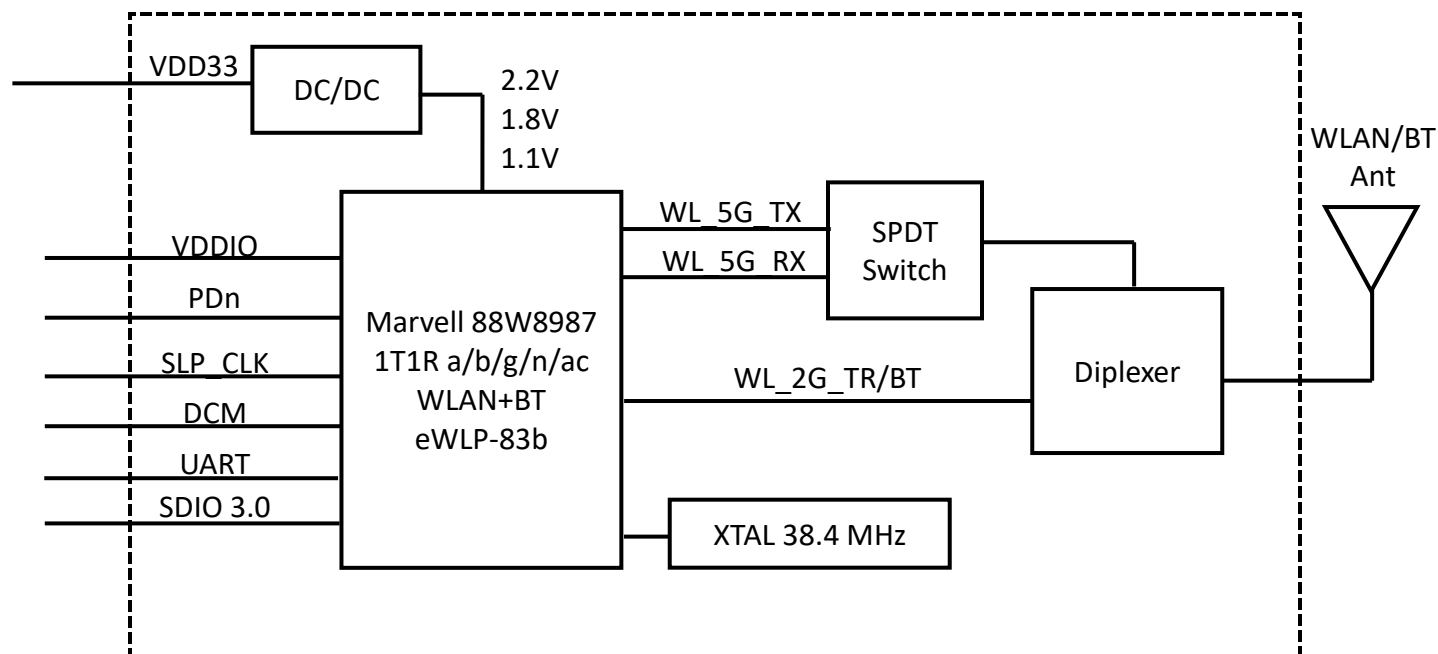 VDD33
DC/DC
2.2V
1.8V
1.1V
WLAN/BT
Ant
WL_5G_TX
WL_5G_RX
SPDT
Switch
VDDIO
PDn
SLP_CLK
DCM
UART
SDIO 3.0
Marvell 88W8987
1T1R a/b/g/n/ac
WLAN+BT
eWLP-83b
WL_2G_TR/BT
Diplexer
XTAL 38.4 MHz